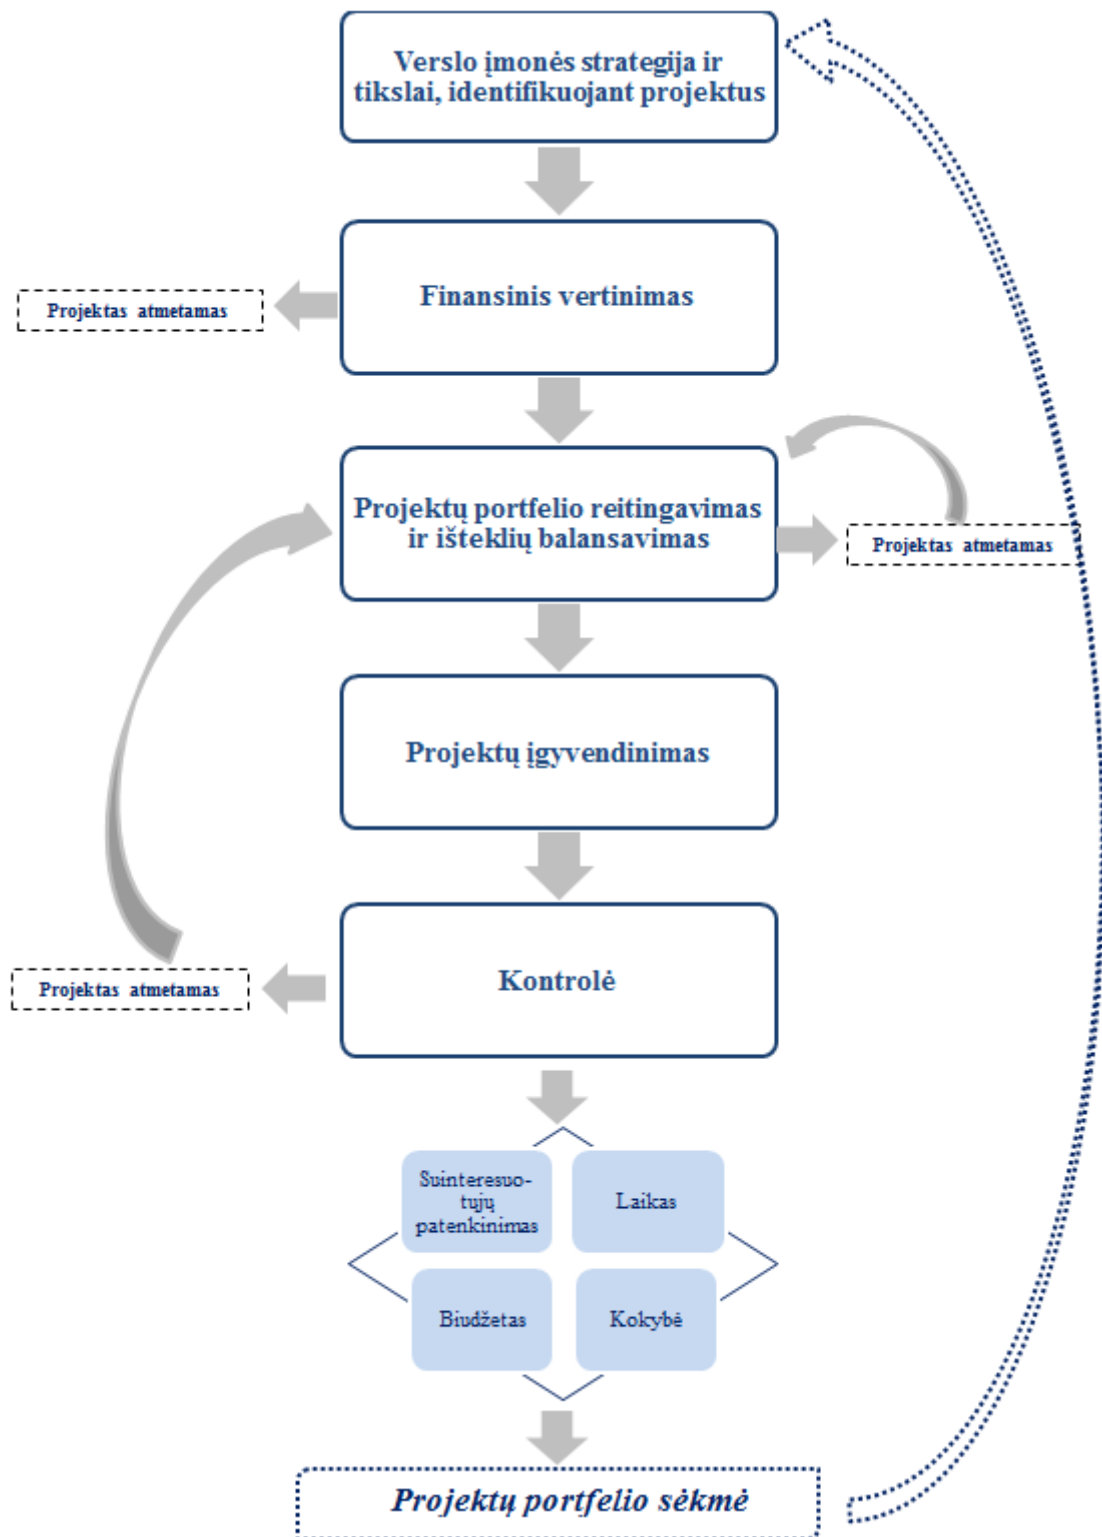 Verslo įmonės strategija ir
tikslai, identifikuojant projektus
Finansinis vertinimas
Projektas atmetamas
Projektų portfelio reitingavimas
ir išteklių balansavimas
Projektas atmetamas
Projektų įgyvendinimas
Kontrolė
Projektas atmetamas
Suinteresuo-
tųjų
patenkinimas
Laikas
Biudžetas
Kokybė
Projektų portfelio sėkmė